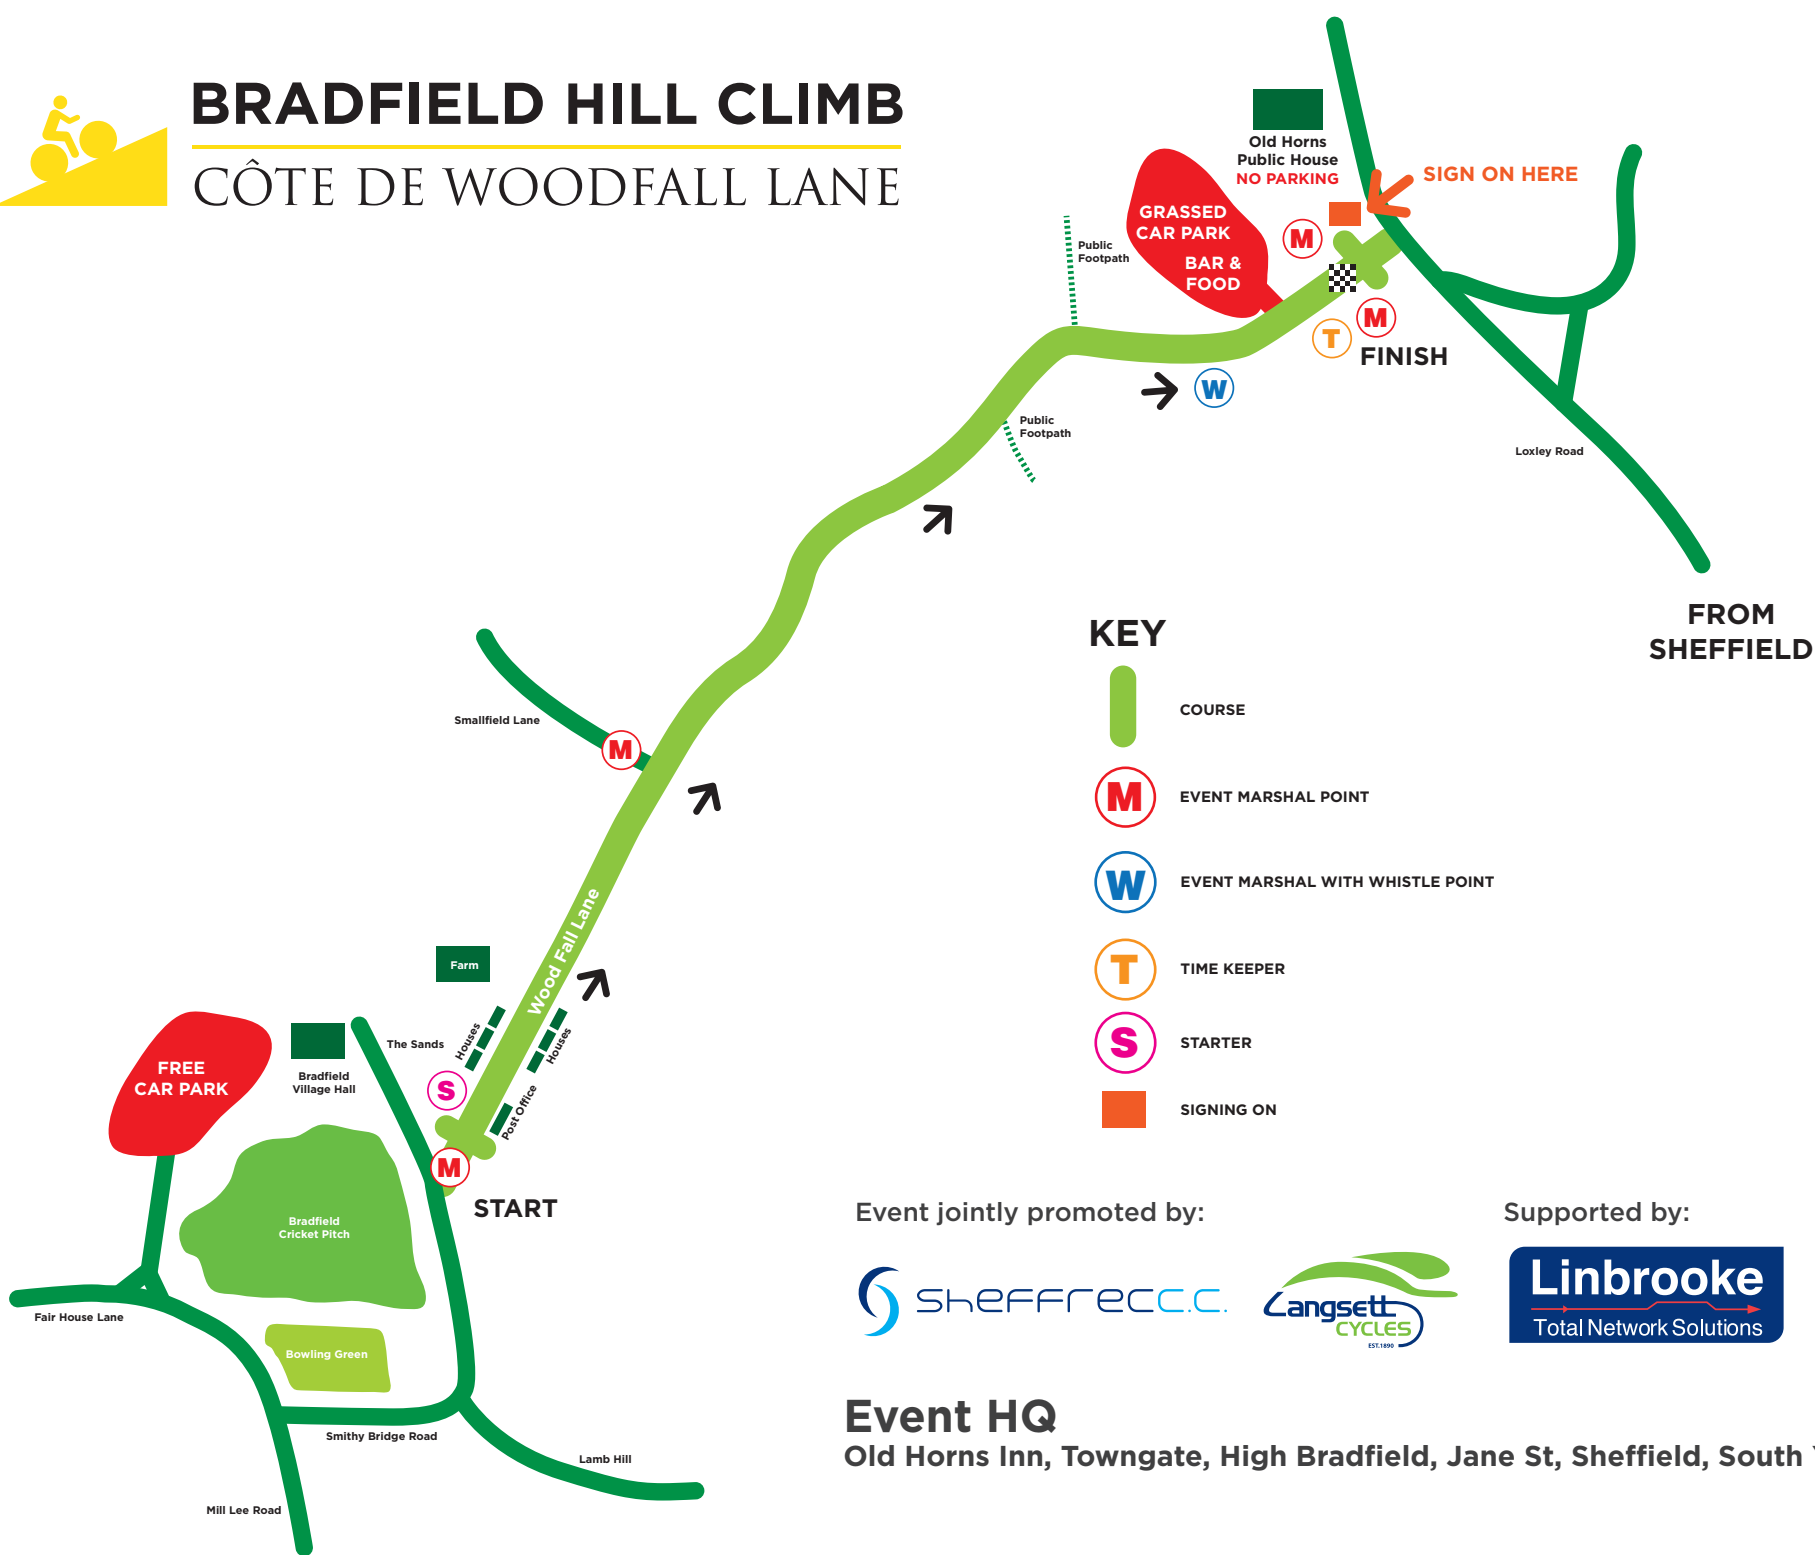 BRADFIELD HILL CLIMB
CÔTE DE WOODFALL LANE
Old Horns
Public House
NO PARKING
SIGN ON HERE
GRASSED
CAR PARK
BAR &
FOOD
M
Public
Footpath
M
T
FINISH
W
Public
Footpath
Loxley Road
FROM
SHEFFIELD
KEY
COURSE
M
EVENT MARSHAL POINT
W
EVENT MARSHAL WITH WHISTLE POINT
T
TIME KEEPER
S
STARTER
SIGNING ON
Smallfield Lane
M
Wood Fall Lane
Farm
Houses
Houses
The Sands
FREE
CAR PARK
Bradfield
Village Hall
S
Post Office
M
START
Bradfield
Cricket Pitch
Fair House Lane
Bowling Green
Smithy Bridge Road
Lamb Hill
Mill Lee Road
Event jointly promoted by:
Supported by:
SHEFFRECC.C.
Langsett
CYCLES
EST.1890
Linbrooke
Total Network Solutions
Event HQ
Old Horns Inn, Towngate, High Bradfield, Jane St, Sheffield, South